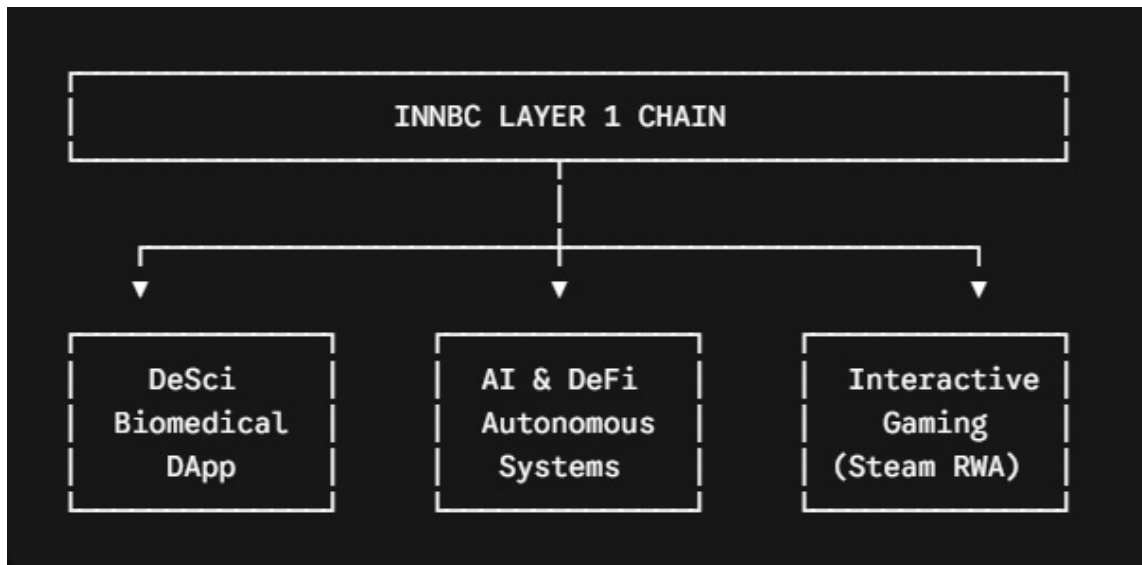 INNBC LAYER 1 CHAIN
DeSci
Biomedical
DApp
AI & DeFi
Autonomous
Systems
Interactive
Gaming
(Steam RWA)